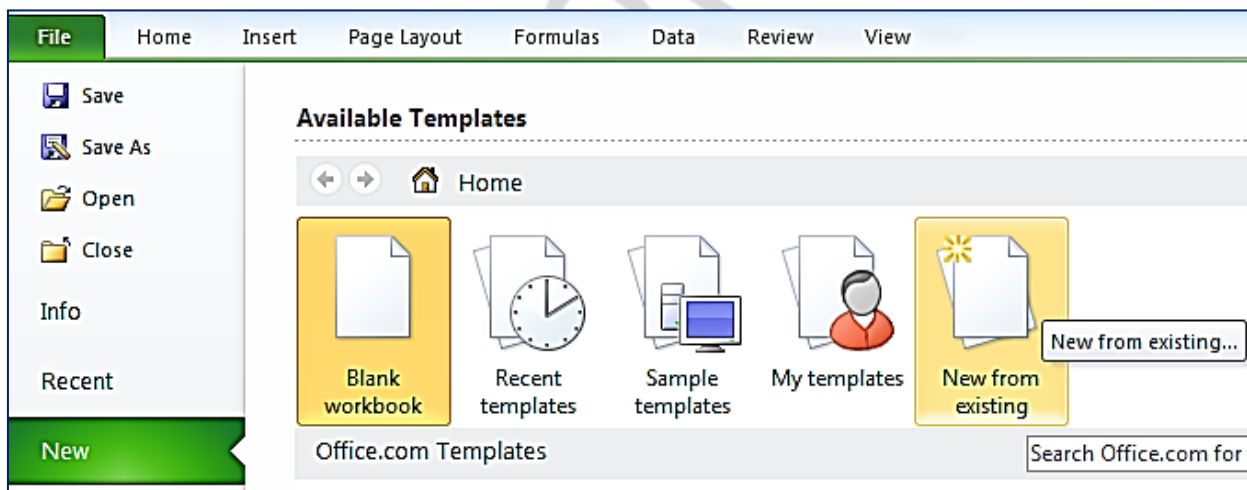 File Home Insert Page Layout Formulas Data Review View
Save
Save As
Open
Close
Info
Recent
New
Available Templates
Home
Blank
workbook
Recent
templates
Sample
templates
My templates
New from
existing
New from existing...
Office.com Templates
Search Office.com for